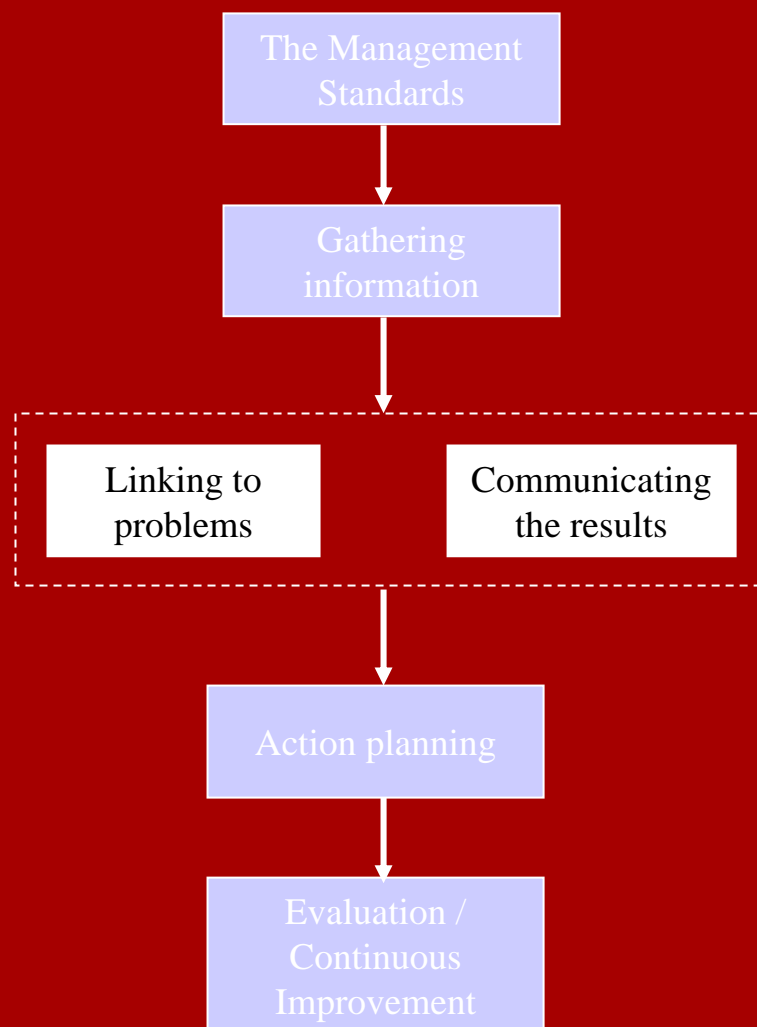 The Management
Standards
Gathering
information
Linking to
problems
Communicating
the results
Action planning
Evaluation /
Continuous
Improvement